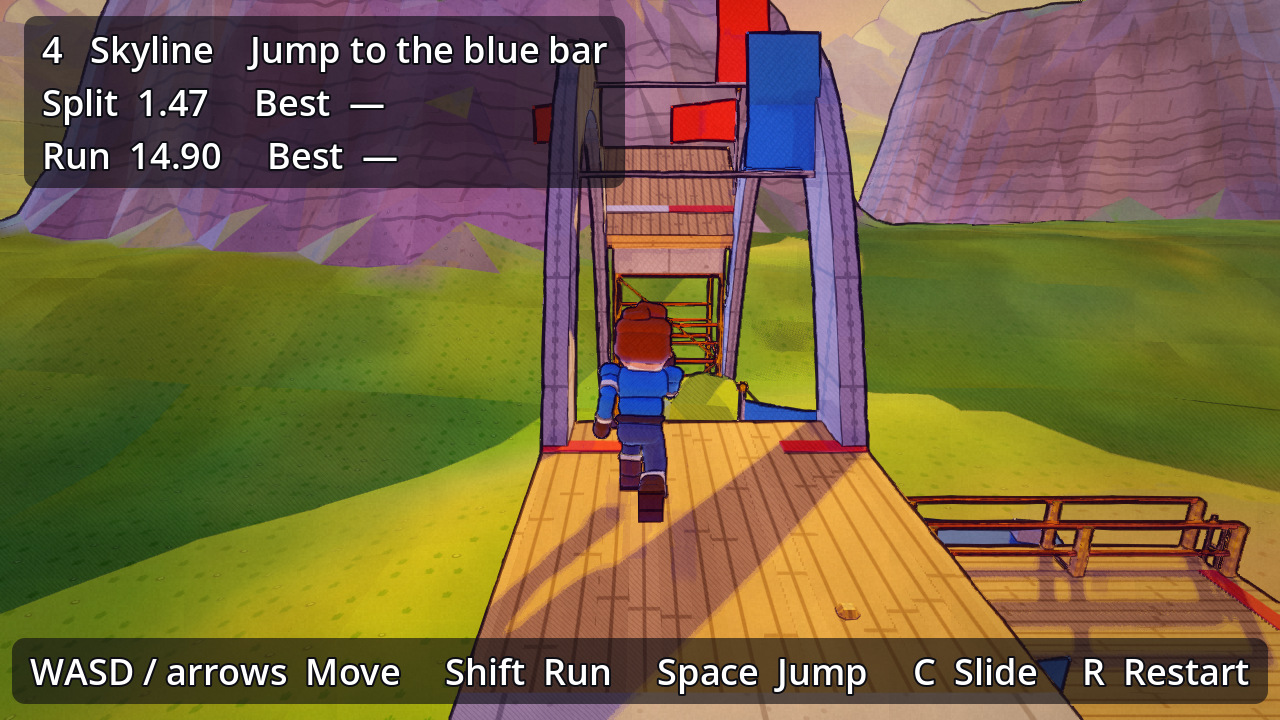 4 Skyline Jump to the blue bar
Split 1.47 Best —
Run 14.90 Best —
WASD / arrows Move Shift Run Space Jump C Slide R Restart